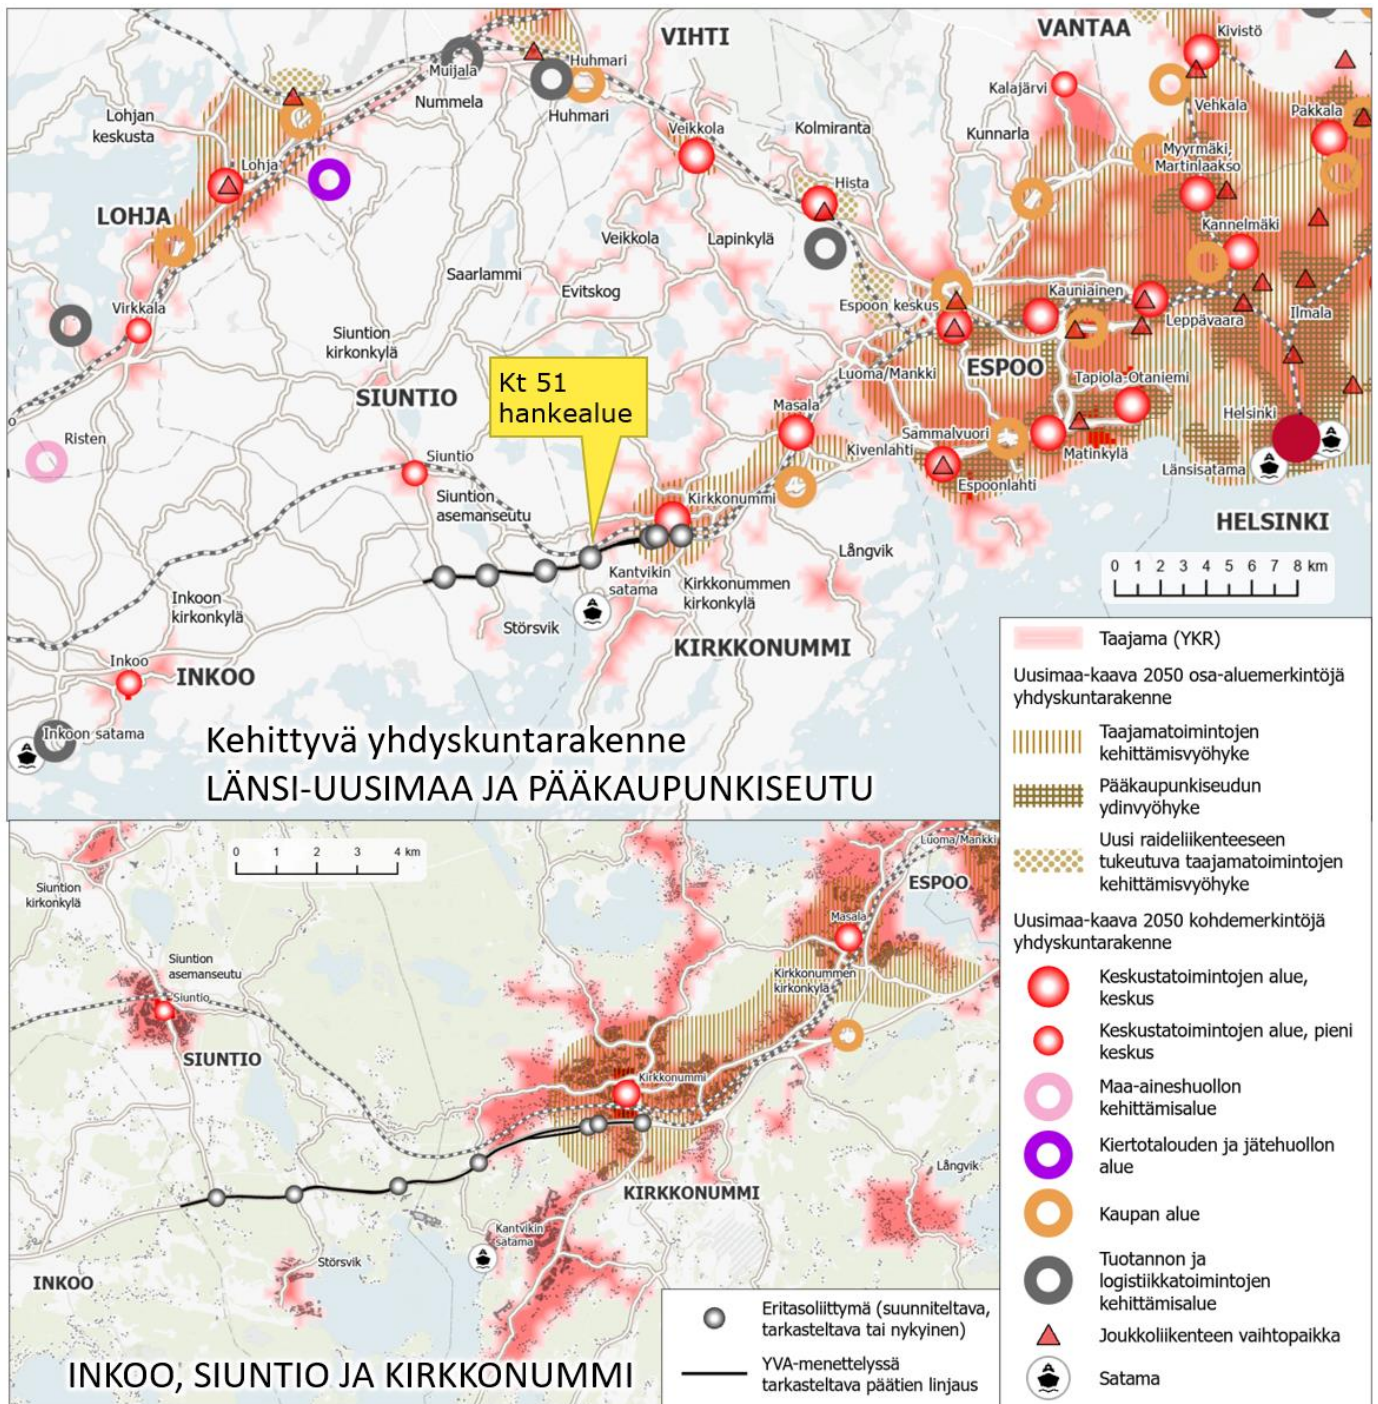 VIHTI
VANTAA
Kivistö
Huhmari
Muijala
Nummela
Huhmari
Kalajärvi
Vehkala
Pakkala
Lohjan
keskusta
Veikkola
Kolmiranta
Kunnarla
Myyrmäki,
Martinlaakso
Lohja
Hista
LOHJA
Kannelmäki
Veikkola
Lapinkylä
Saarlammi
Evitskog
Espoon keskus
Kauniainen
Leppävaara
Ilmala
Virkkala
Siuntion
kirkonkylä
ESPOO
Luoma/Mankki
Tapiola-Otaniemi
SIUNTIO
Kt 51
hankealue
Masala
Helsinki
Risten
Sammalvuori
Kivenlahti
Matinkylä
Länsisatama
Siuntio
Espoonlahti
Siuntion
asemanseutu
Kirkkonummi
HELSINKI
Långvik
0 1 2 3 4 5 6 7 8 km
Kantvikin
satama
Kirkkonummen
kirkonkylä
Inkoon
kirkonkylä
Störsvik
KIRKKONUMMI
Inkoo
INKOO
Inkoon satama
Kehittyvä yhdyskuntarakenne
LÄNSI-UUSIMAA JA PÄÄKAUPUNKISEUTU
Taajama (YKR)
Uusimaa-kaava 2050 osa-aluemerkintöjä
yhdyskuntarakenne
Taajamatoimintojen
kehittämisvyöhyke
Pääkaupunkiseudun
ydinvyöhyke
Uusi raideliikenteeseen
tukeutuva taajamatoimintojen
kehittämisvyöhyke
Uusimaa-kaava 2050 kohdemerkintöjä
yhdyskuntarakenne
Keskustatoimintojen alue,
keskus
Keskustatoimintojen alue, pieni
keskus
Maa-aineshuollon
kehittämisalue
Kiertotalouden ja jätehuollon
alue
Kaupan alue
Tuotannon ja
logistiikkatoimintojen
kehittämisalue
Joukkoliikenteen vaihtopaikka
Satama
0 1 2 3 4 km
Luoma/Mankki
Siuntion
kirkonkylä
ESPOO
Masala
Siuntion
asemanseutu
Kirkkonummen
kirkonkylä
Siuntio
SIUNTIO
Kirkkonummi
Långvik
KIRKKONUMMI
Kantvikin
satama
Störsvik
INKOO
Eritasoliittymä (suunniteltava,
tarkasteltava tai nykyinen)
YVA-menettelyssä
tarkasteltava päätien linjaus
INKOO, SIUNTIO JA KIRKKONUMMI